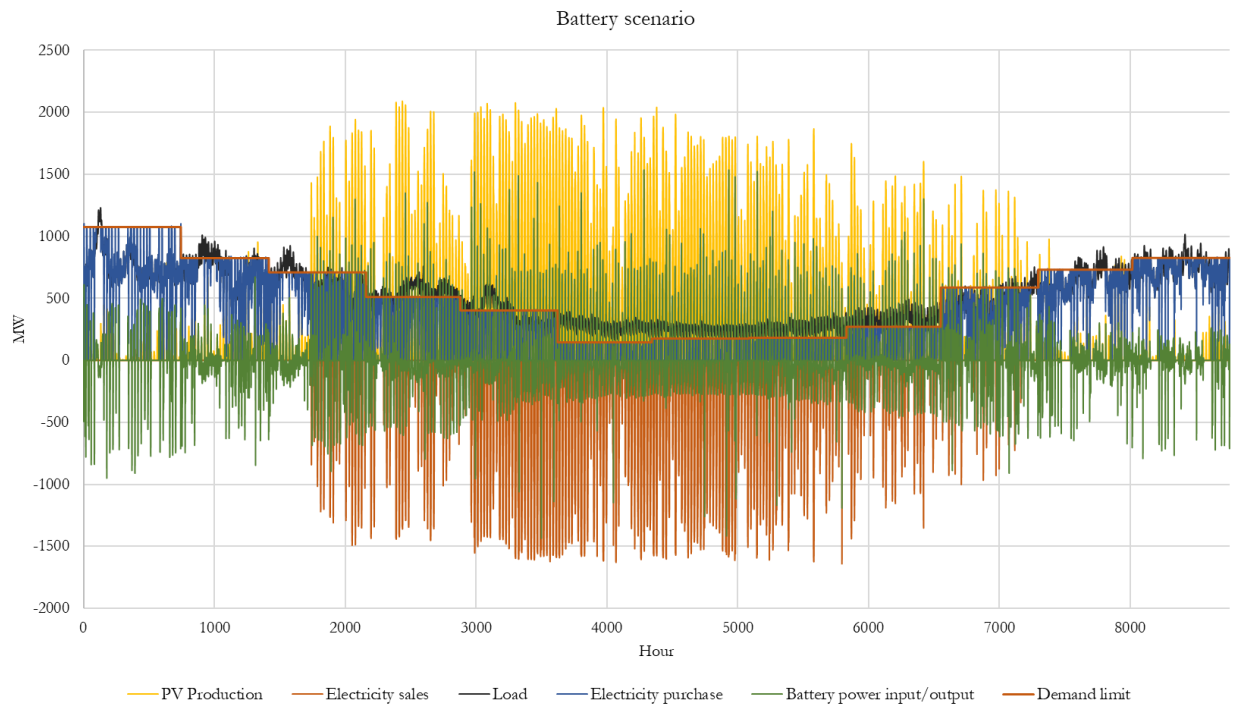 Battery scenario
2500
2000
1500
1000
500
0
-500
-1000
-1500
-2000
MW
0 1000 2000 3000 4000 5000 6000 7000 8000
Hour
PV Production Electricity sales Load Electricity purchase Battery power input/output Demand limit